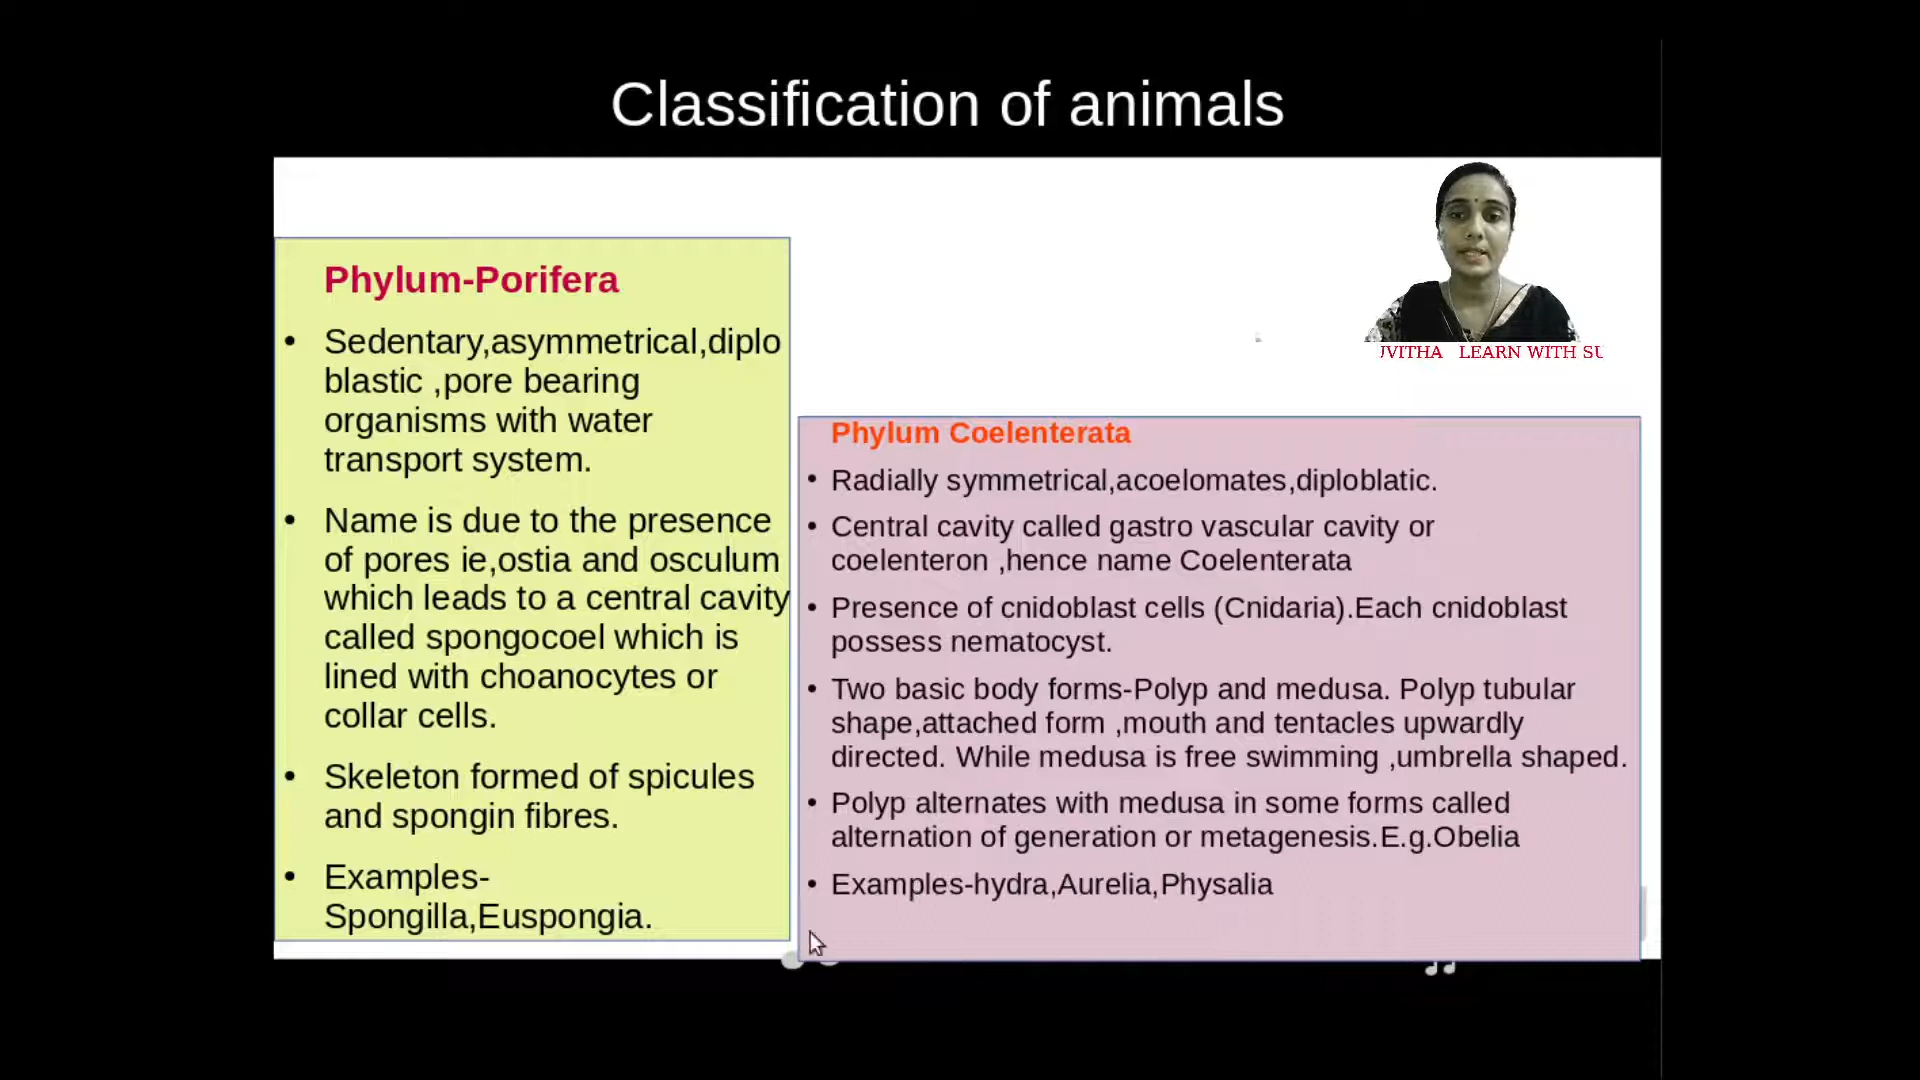 Classification of animals
Phylum-Porifera
• Sedentary,asymmetrical,diplo
blastic ,pore bearing
organisms with water
transport system.
• Name is due to the presence
of pores ie,ostia and osculum
which leads to a central cavity
called spongocoel which is
lined with choanocytes or
collar cells.
• Skeleton formed of spicules
and spongin fibres.
• Examples-
Spongilla,Euspongia.
JVITHA LEARN WITH SU
Phylum Coelenterata
• Radially symmetrical,acoelomates,diploblatic.
• Central cavity called gastro vascular cavity or
coelenteron ,hence name Coelenterata
• Presence of cnidoblast cells (Cnidaria).Each cnidoblast
possess nematocyst.
• Two basic body forms-Polyp and medusa. Polyp tubular
shape,attached form ,mouth and tentacles upwardly
directed. While medusa is free swimming ,umbrella shaped.
• Polyp alternates with medusa in some forms called
alternation of generation or metagenesis.E.g.Obelia
• Examples-hydra,Aurelia,Physalia